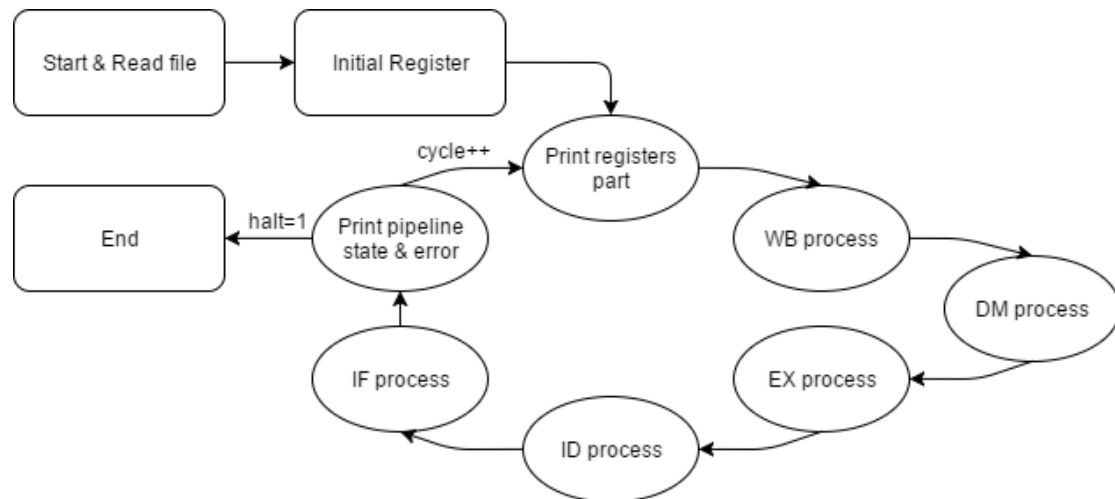 Start & Read file
Initial Register
cycle++
Print registers
part
End
halt=1
Print pipeline
state & error
WB process
DM process
IF process
EX process
ID process